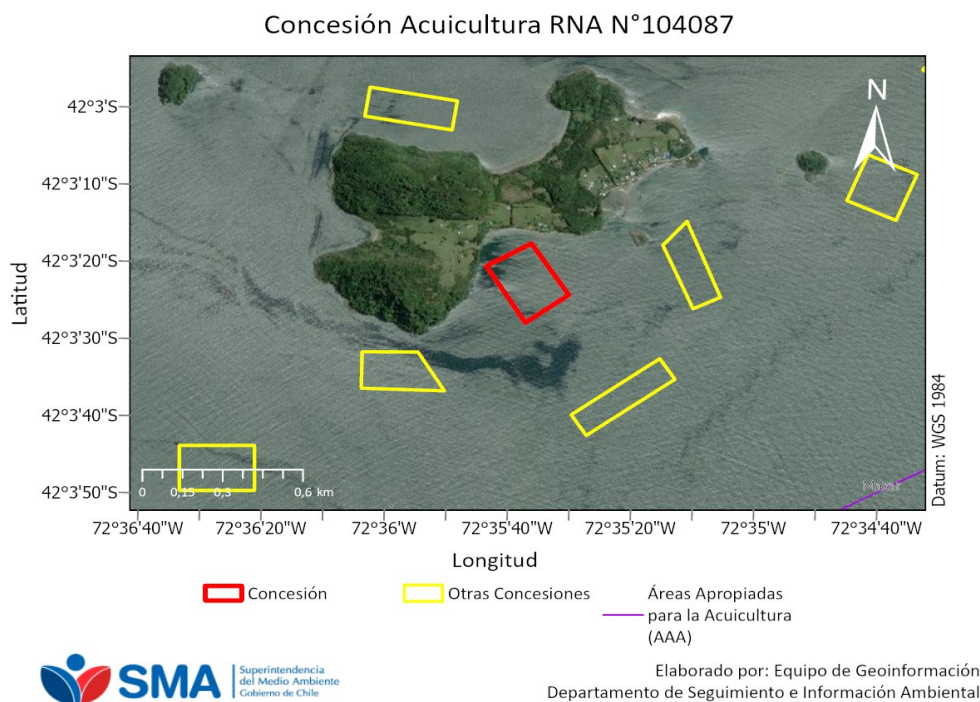 Concesión Acuicultura RNA N°104087
N
42°3'S
42°3'10"S
42°3'20"S
42°3'30"S
42°3'40"S
42°3'50"S
Latitud
0 0,15 0,3 0,6 km
Maxar
Datum: WGS 1984
72°36'40"W 72°36'20"W 72°36'W 72°35'40"W 72°35'20"W 72°35'W 72°34'40"W
Longitud
Concesión
Otras Concesiones
Áreas Apropiadas
para la Acuicultura
(AAA)
SMA
Superintendencia
del Medio Ambiente
Gobierno de Chile
Elaborado por: Equipo de Geoinformación
Departamento de Seguimiento e Información Ambiental